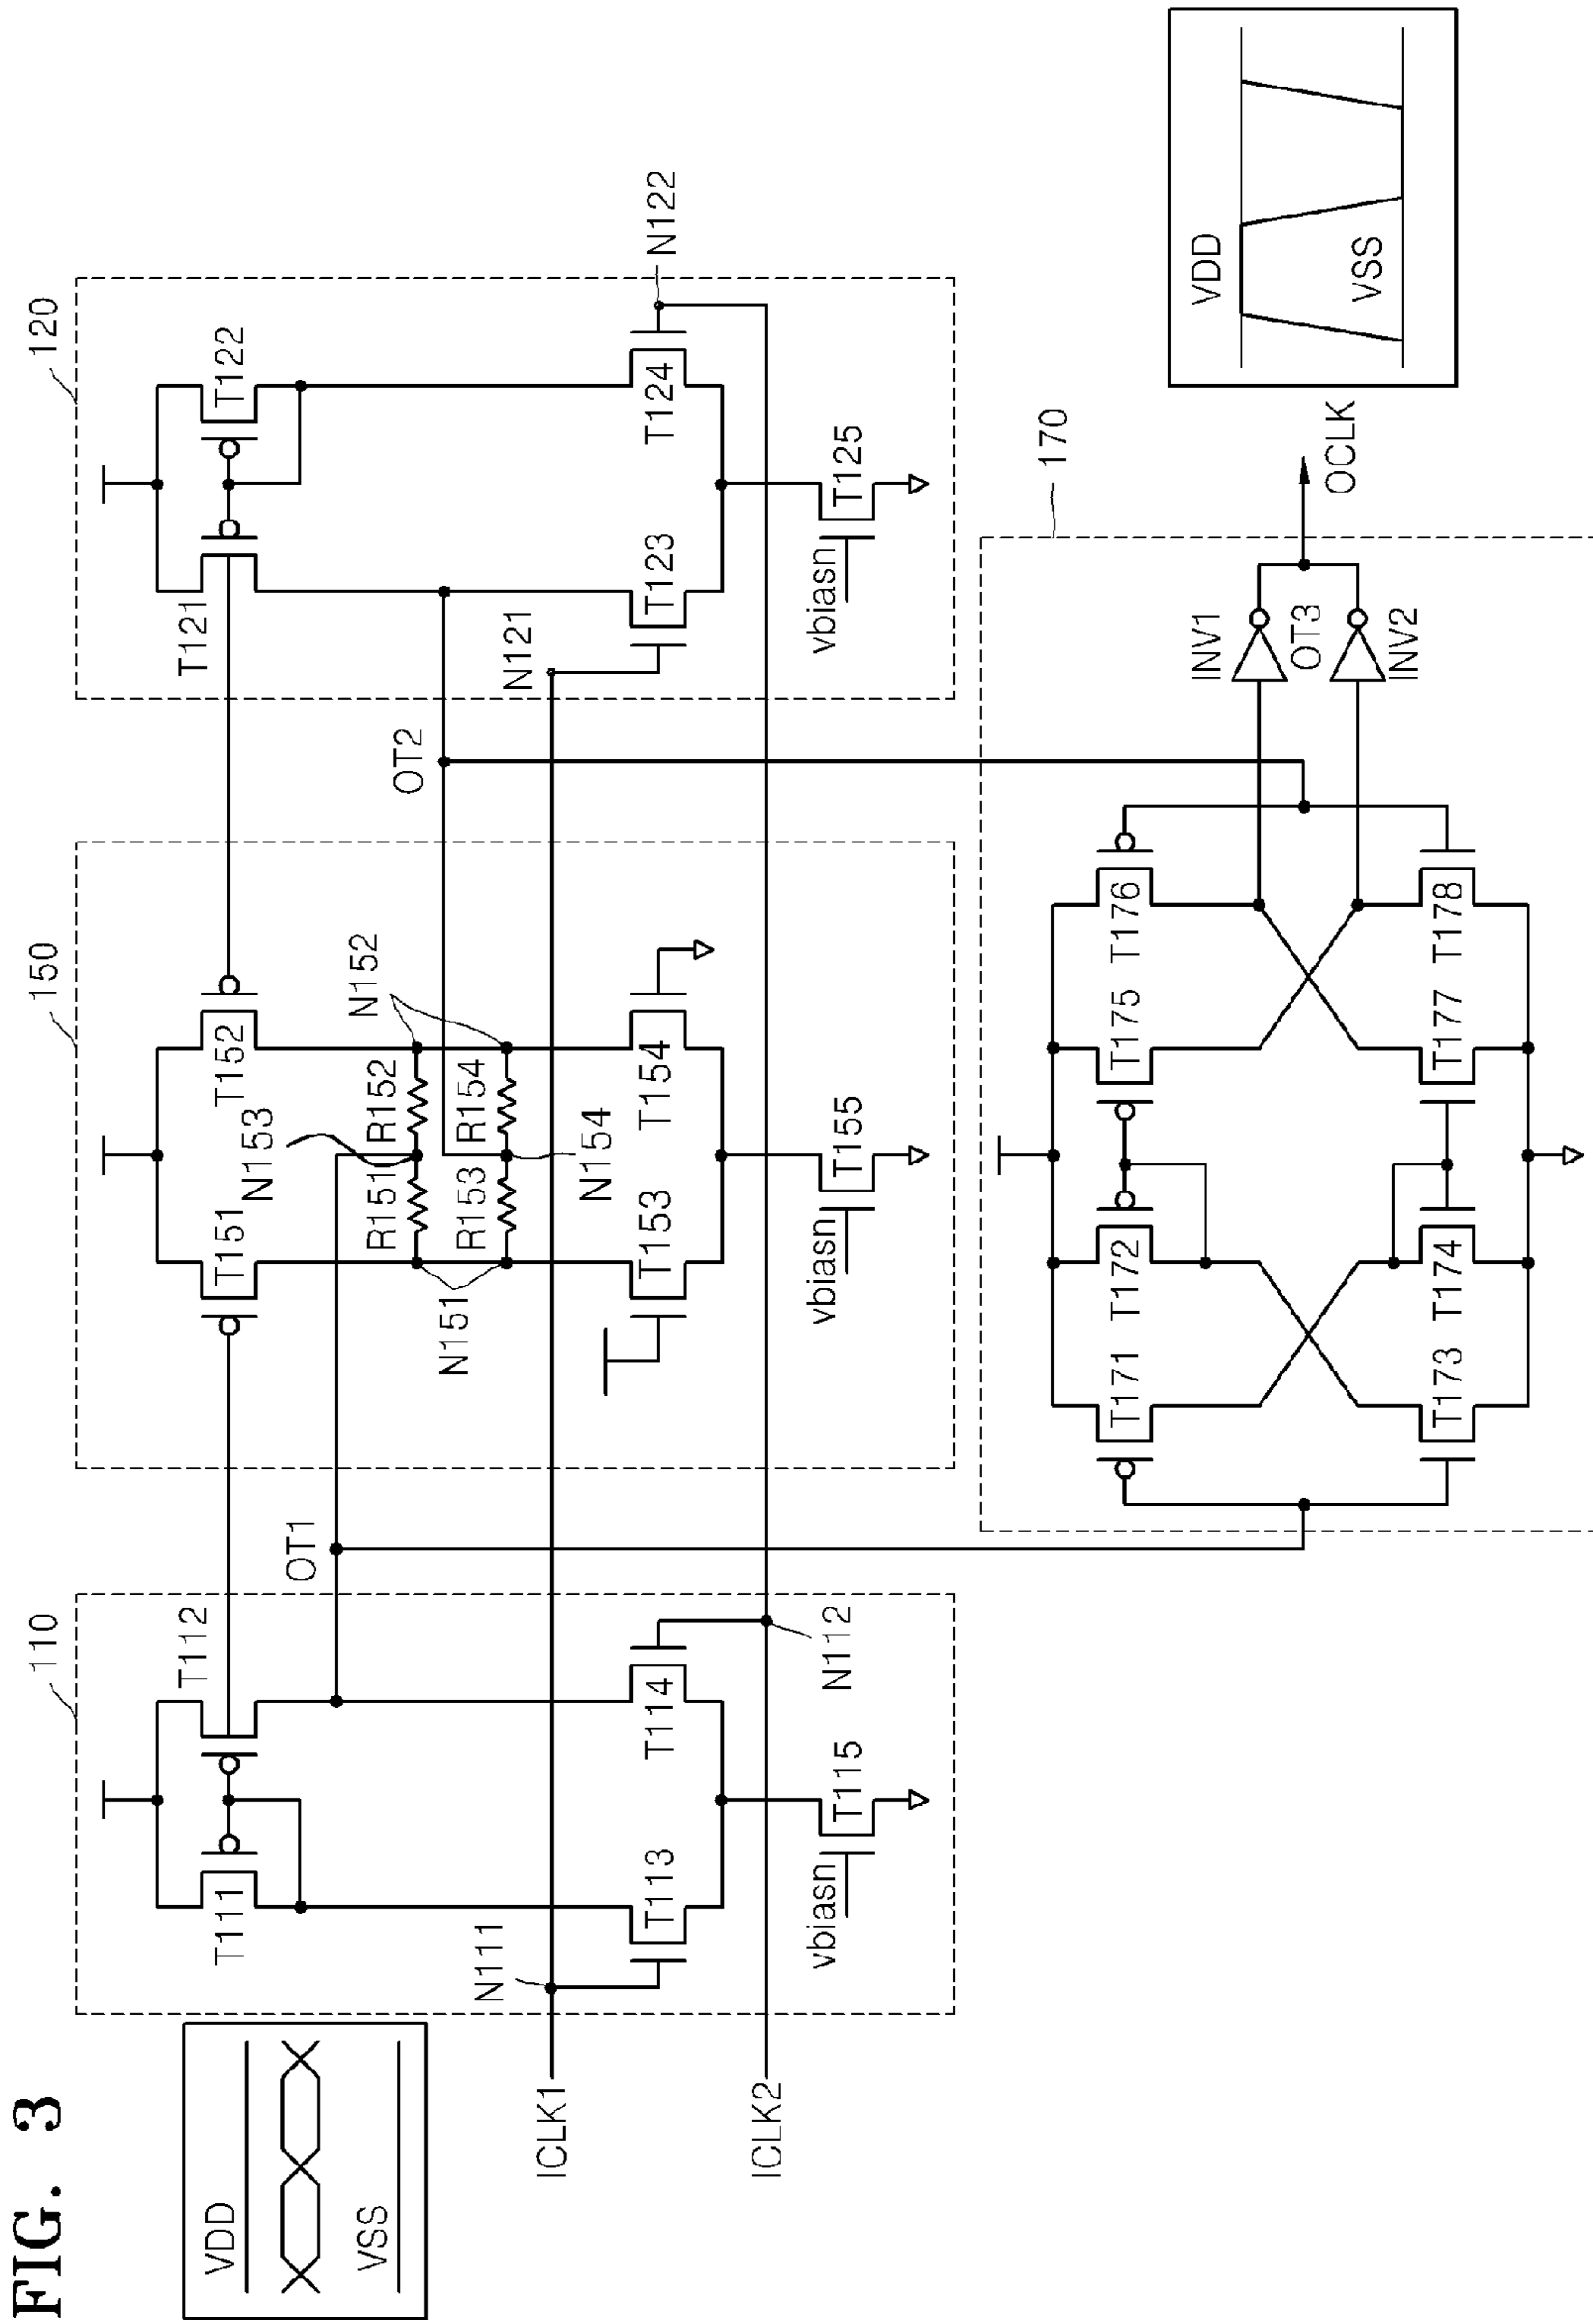 FIG. 3
VDD
VSS
ICLK1
ICLK2
110
T111
T112
N111
T113
T114
N112
vbiasn
T115
OT1
150
T151
T152
N153
N152
R151
R152
R153
R154
N151
N154
T153
T154
vbiasn
T155
OT2
120
T121
T122
N121
T123
T124
N122
vbiasn
T125
170
T171
T172
T175
T176
T173
T174
T177
T178
INV1
OT3
INV2
OCLK
VDD
VSS